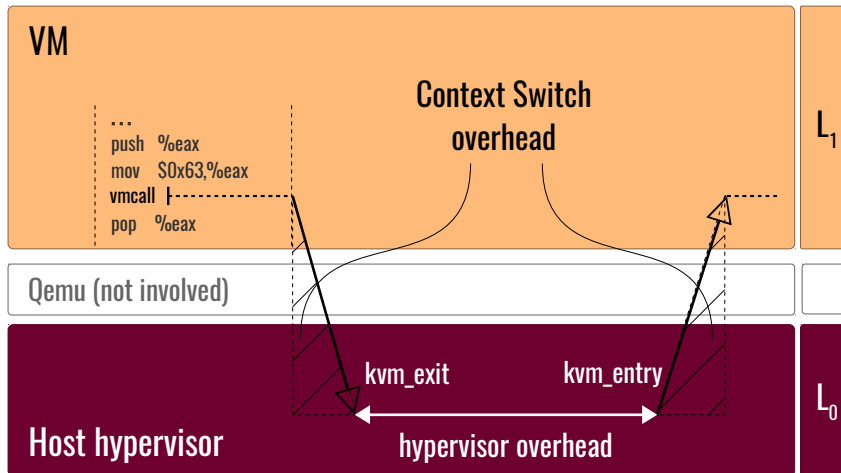 VM
Context Switch
overhead
...
push %eax
mov $0x63,%eax
vmcall
pop %eax
L1
Qemu (not involved)
kvm_exit
kvm_entry
hypervisor overhead
Host hypervisor
L0